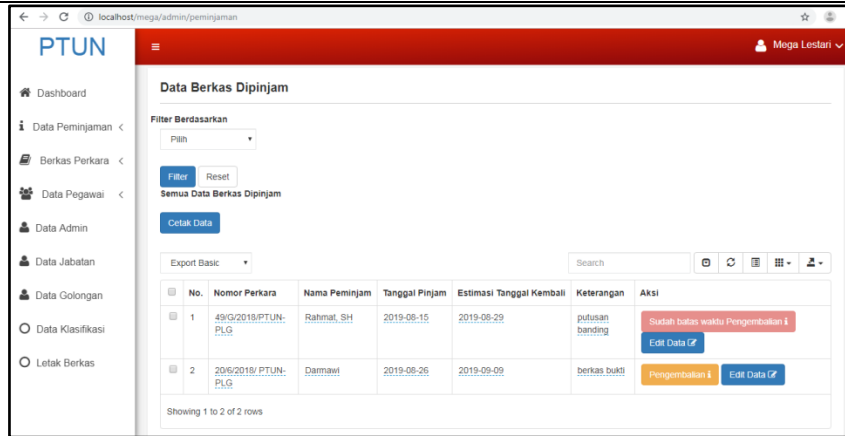 localhost/mega/admin/peminjaman
PTUN
Mega Lestari
Dashboard
Data Peminjaman <
Berkas Perkara <
Data Pegawai <
Data Admin
Data Jabatan
Data Golongan
Data Klasifikasi
Letak Berkas
Data Berkas Dipinjam
Filter Berdasarkan
Pilih
Filter Reset
Semua Data Berkas Dipinjam
Cetak Data
Export Basic Search
No. Nomor Perkara Nama Peminjam Tanggal Pinjam Estimasi Tanggal Kembali Keterangan Aksi
1 49/G/2018/PTUN- Rahmat, SH 2019-08-15 2019-08-29 putusan Sudah batas waktu Pengembalian i
PLG banding Edit Data
2 20/6/2018/ PTUN- Darmawi 2019-08-26 2019-09-09 berkas bukti Pengembalian i Edit Data
PLG
Showing 1 to 2 of 2 rows